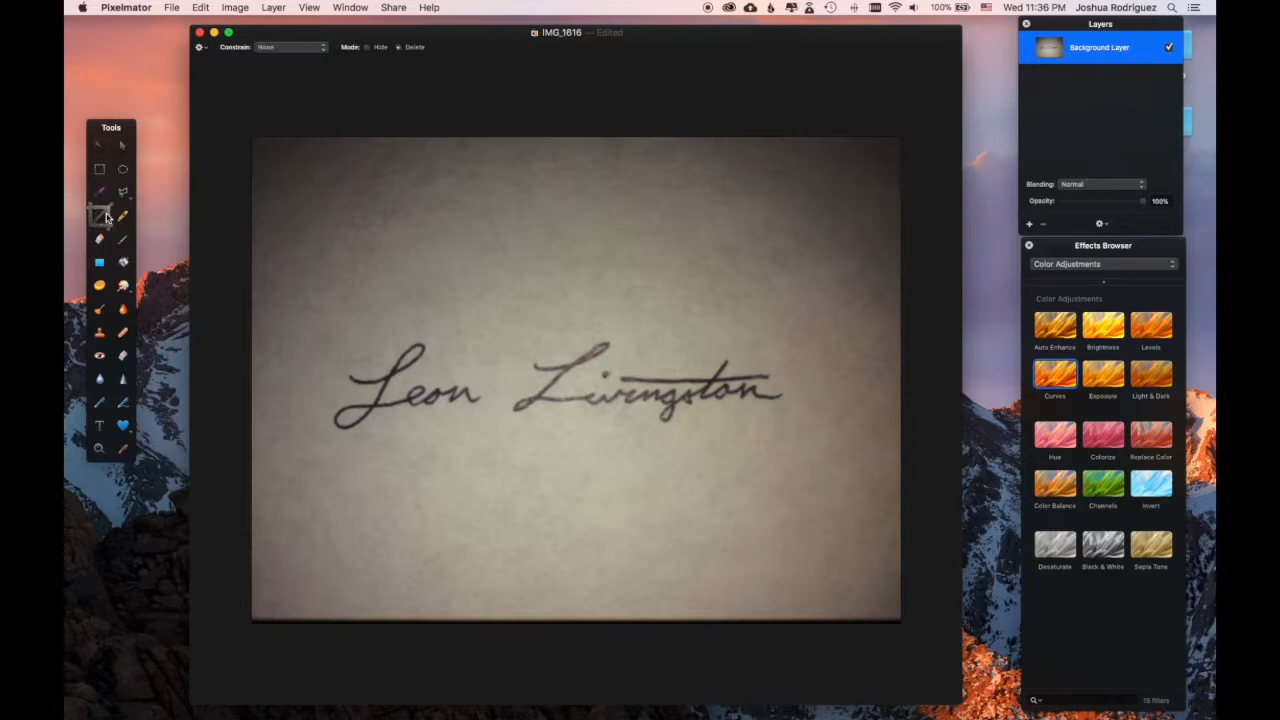 Pixelmator File Edit Image Layer View Window Share Help 100% Wed 11:36 PM Joshua Rodriguez
IMG_1616 — Edited
Constrain: None Mode: Hide Delete
Tools
Leon Livingston
Layers
Background Layer
Blending: Normal
Opacity: 100%
Effects Browser
Color Adjustments
Color Adjustments
Auto Enhance Brightness Levels
Curves Exposure Light & Dark
Hue Colorize Replace Color
Color Balance Channels Invert
Desaturate Black & White Sepia Tone
15 filters